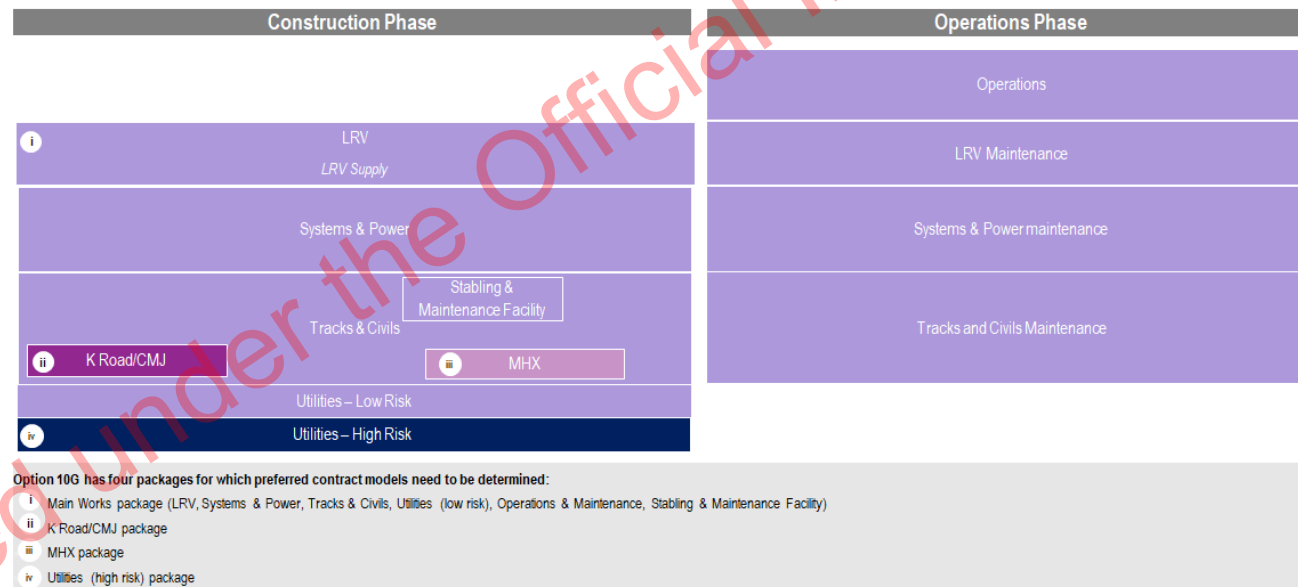 Construction Phase
Operations Phase
Operations
i
LRV
LRV Supply
LRV Maintenance
Systems & Power
Systems & Power maintenance
Stabling &
Maintenance Facility
Tracks & Civils
Tracks and Civils Maintenance
ii K Road/CMJ
iii MHX
Utilities – Low Risk
iv Utilities – High Risk
Option 10G has four packages for which preferred contract models need to be determined:
i Main Works package (LRV, Systems & Power, Tracks & Civils, Utilities (low risk), Operations & Maintenance, Stabling & Maintenance Facility)
ii K Road/CMJ package
iii MHX package
iv Utilities (high risk) package
under the Official